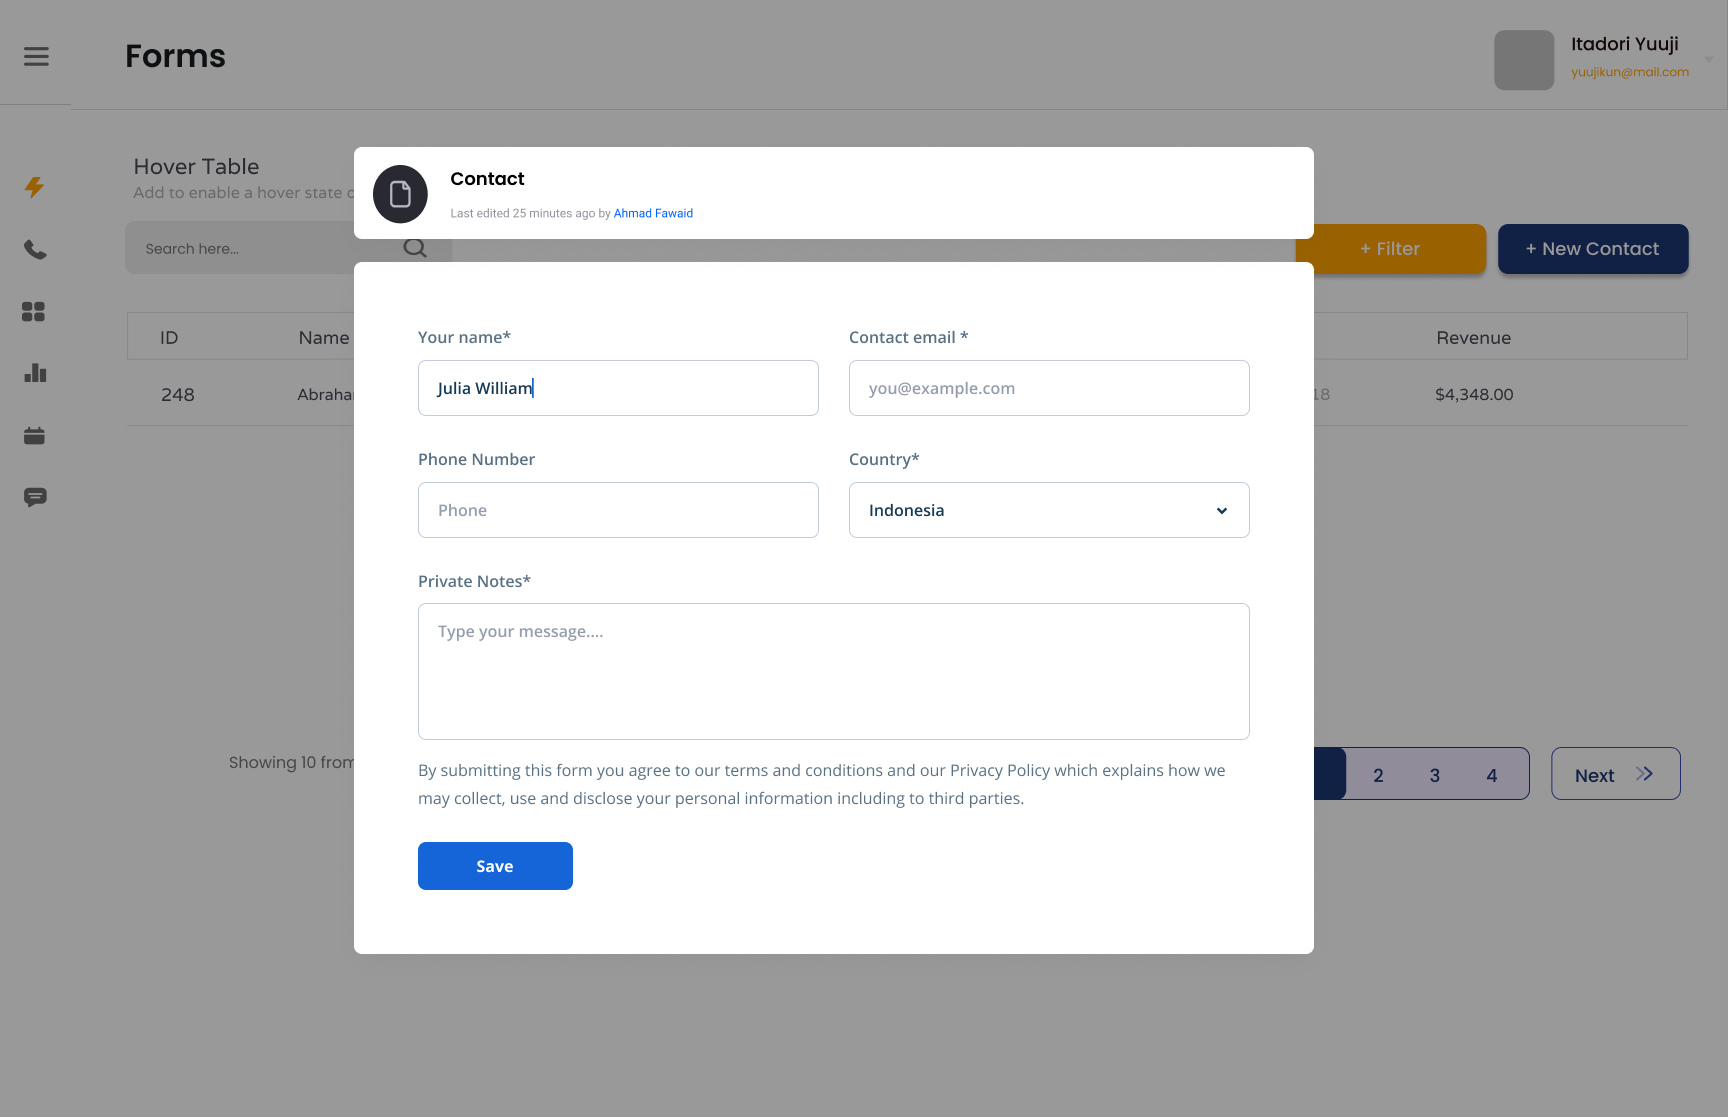 Forms
Itadori Yuuji
yuujikun@mail.com
Hover Table
Add to enable a hover state
Contact
Last edited 25 minutes ago by Ahmad Fawaid
Search here...
+ Filter
+ New Contact
ID
Name
Revenue
248
Abraha
18
$4,348.00
Your name*
Contact email *
Julia William
you@example.com
Phone Number
Country*
Phone
Indonesia
Private Notes*
Type your message....
By submitting this form you agree to our terms and conditions and our Privacy Policy which explains how we
may collect, use and disclose your personal information including to third parties.
Save
Showing 10 from
2
3
4
Next